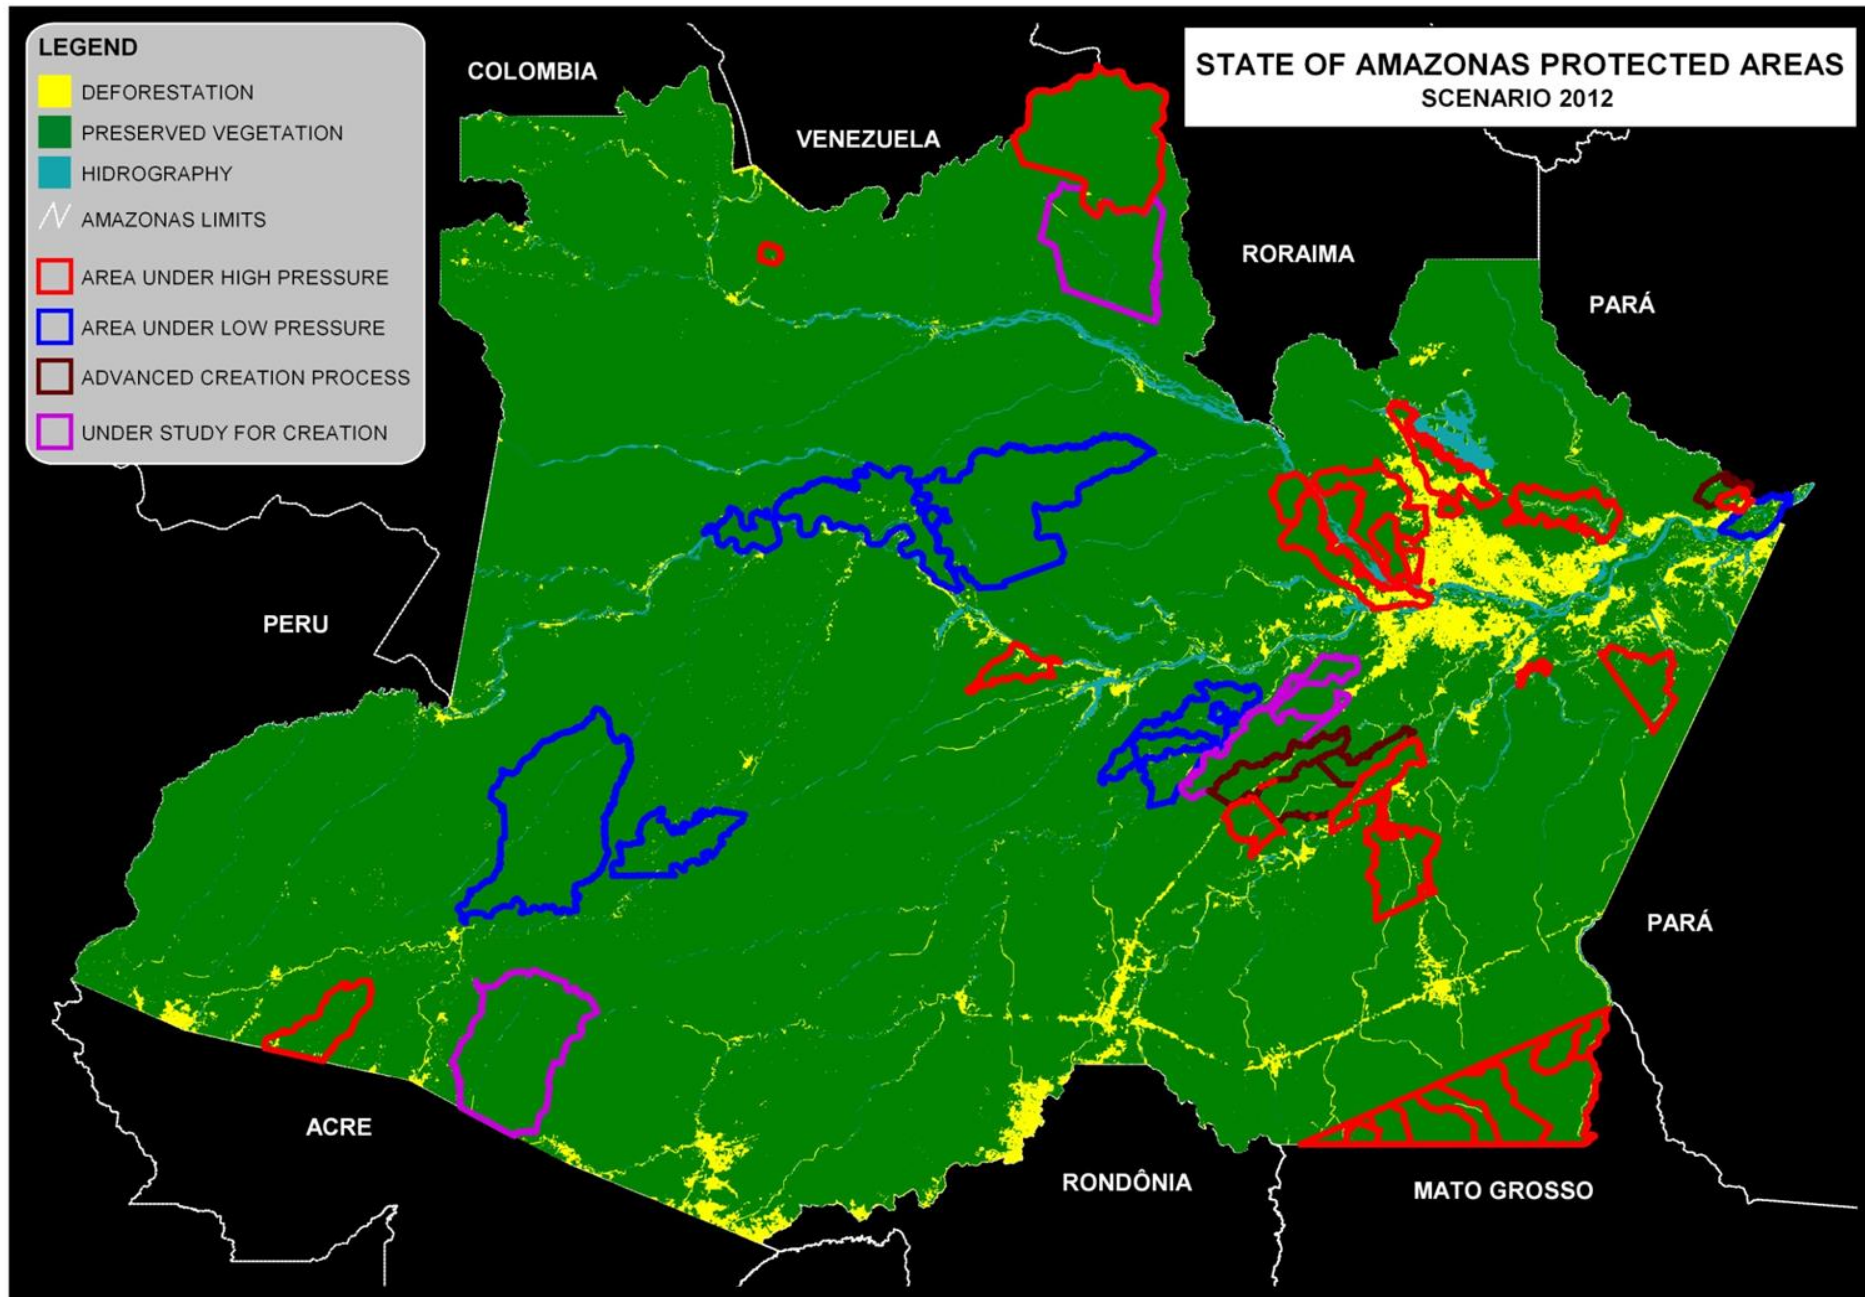 LEGEND
DEFORESTATION
PRESERVED VEGETATION
HIDROGRAPHY
AMAZONAS LIMITS
AREA UNDER HIGH PRESSURE
AREA UNDER LOW PRESSURE
ADVANCED CREATION PROCESS
UNDER STUDY FOR CREATION
STATE OF AMAZONAS PROTECTED AREAS
SCENARIO 2012
COLOMBIA
VENEZUELA
RORAIMA
PARÁ
PERU
PARÁ
ACRE
RONDÔNIA
MATO GROSSO